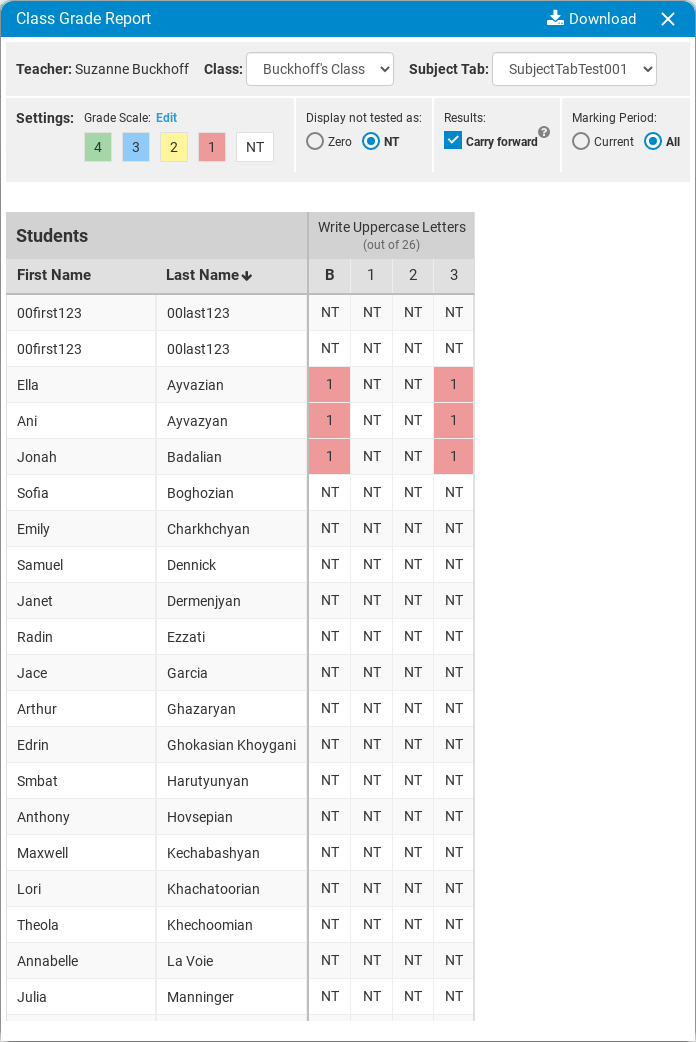 Class Grade Report Download
Teacher: Suzanne Buckhoff Class: Buckhoff's Class Subject Tab: SubjectTabTest001
Settings: Grade Scale: Edit Display not tested as: Results: Marking Period:
4 3 2 1 NT Zero NT Carry forward ? Current All
Students Write Uppercase Letters
(out of 26)
First Name Last Name B 1 2 3
00first123 00last123 NT NT NT NT
00first123 00last123 NT NT NT NT
Ella Ayvazian 1 NT NT 1
Ani Ayvazyan 1 NT NT 1
Jonah Badalian 1 NT NT 1
Sofia Boghozian NT NT NT NT
Emily Charkhchyan NT NT NT NT
Samuel Dennick NT NT NT NT
Janet Dermenjyan NT NT NT NT
Radin Ezzati NT NT NT NT
Jace Garcia NT NT NT NT
Arthur Ghazaryan NT NT NT NT
Edrin Ghokasian Khoygani NT NT NT NT
Smbat Harutyunyan NT NT NT NT
Anthony Hovsepian NT NT NT NT
Maxwell Kechabashyan NT NT NT NT
Lori Khachatoorian NT NT NT NT
Theola Khechoomian NT NT NT NT
Annabelle La Voie NT NT NT NT
Julia Manninger NT NT NT NT